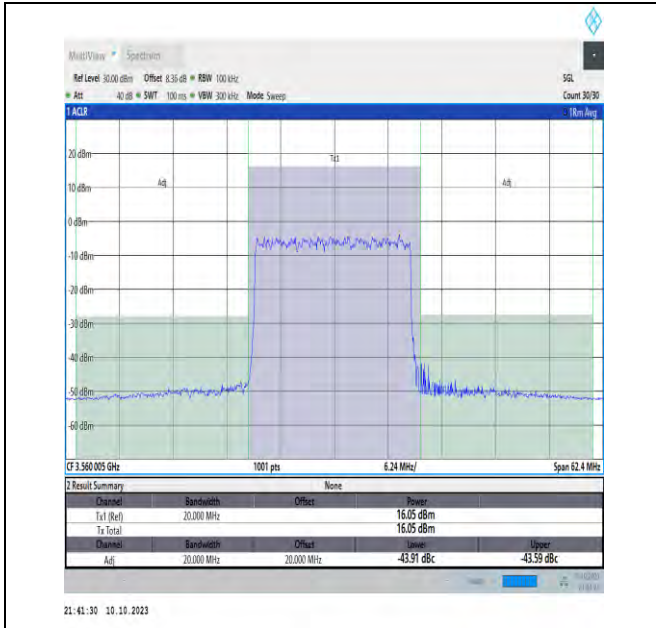 MultiView Spectrum
Ref Level 30.00 dBm Offset 8.36 dB RBW 100 kHz SGL
Att 40 dB SWT 100 ms VBW 300 kHz Mode Sweep Count 30/30
1 ACLR 1Rm Avg
20 dBm
Tx1
Adj Adj
10 dBm
0 dBm
-10 dBm
-20 dBm
-30 dBm
-40 dBm
-50 dBm
-60 dBm
CF 3.560 005 GHz 1001 pts 6.24 MHz/ Span 62.4 MHz
2 Result Summary None
Channel Bandwidth Offset Power
Tx1 (Ref) 20.000 MHz 16.05 dBm
Tx Total 16.05 dBm
Channel Bandwidth Offset Lower Upper
Adj 20.000 MHz 20.000 MHz -43.91 dBc -43.59 dBc
21:41:30 10.10.2023